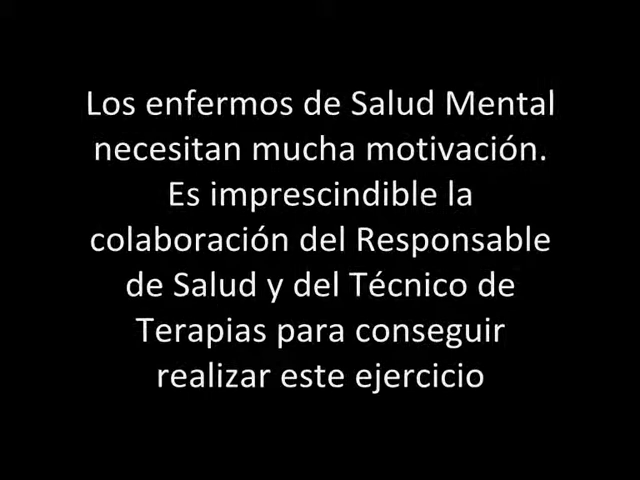 Los enfermos de Salud Mental
necesitan mucha motivación.
Es imprescindible la
colaboración del Responsable
de Salud y del Técnico de
Terapias para conseguir
realizar este ejercicio